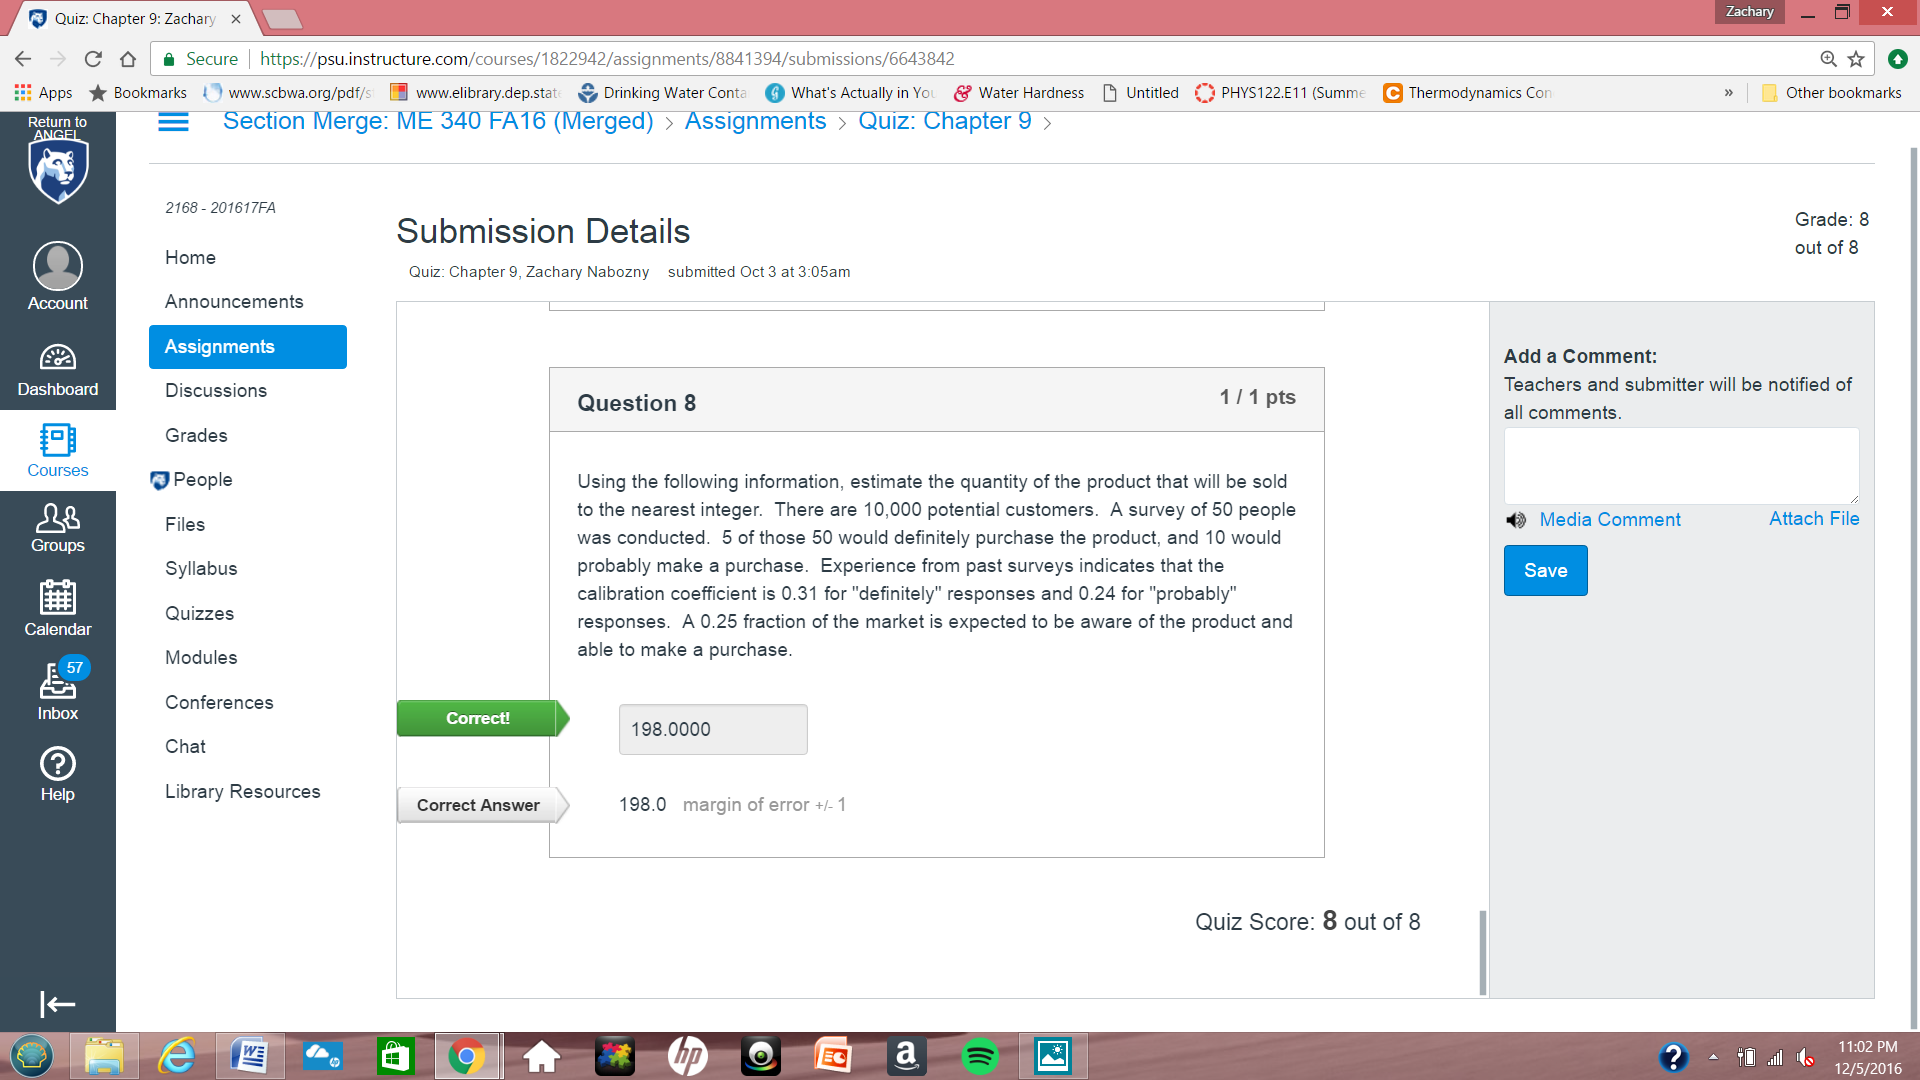 Quiz: Chapter 9: Zachary
Zachary
Secure
https://psu.instructure.com/courses/1822942/assignments/8841394/submissions/6643842
Apps
Bookmarks
www.scbwa.org/pdf/s
www.elibrary.dep.state
Drinking Water Conta
What's Actually in You
Water Hardness
Untitled
PHYS122.E11 (Summe
Thermodynamics Con
»
Other bookmarks
Return to
ANGEL
Account
Dashboard
Courses
Groups
Calendar
57
Inbox
Help
Section Merge: ME 340 FA16 (Merged) > Assignments > Quiz: Chapter 9 >
2168 - 201617FA
Home
Announcements
Assignments
Discussions
Grades
People
Files
Syllabus
Quizzes
Modules
Conferences
Chat
Library Resources
Submission Details
Quiz: Chapter 9, Zachary Nabozny submitted Oct 3 at 3:05am
Grade: 8
out of 8
Question 8
1 / 1 pts
Using the following information, estimate the quantity of the product that will be sold
to the nearest integer. There are 10,000 potential customers. A survey of 50 people
was conducted. 5 of those 50 would definitely purchase the product, and 10 would
probably make a purchase. Experience from past surveys indicates that the
calibration coefficient is 0.31 for "definitely" responses and 0.24 for "probably"
responses. A 0.25 fraction of the market is expected to be aware of the product and
able to make a purchase.
Correct!
198.0000
Correct Answer
198.0 margin of error +/- 1
Quiz Score: 8 out of 8
Add a Comment:
Teachers and submitter will be notified of
all comments.
Media Comment
Attach File
Save
hp
11:02 PM
12/5/2016